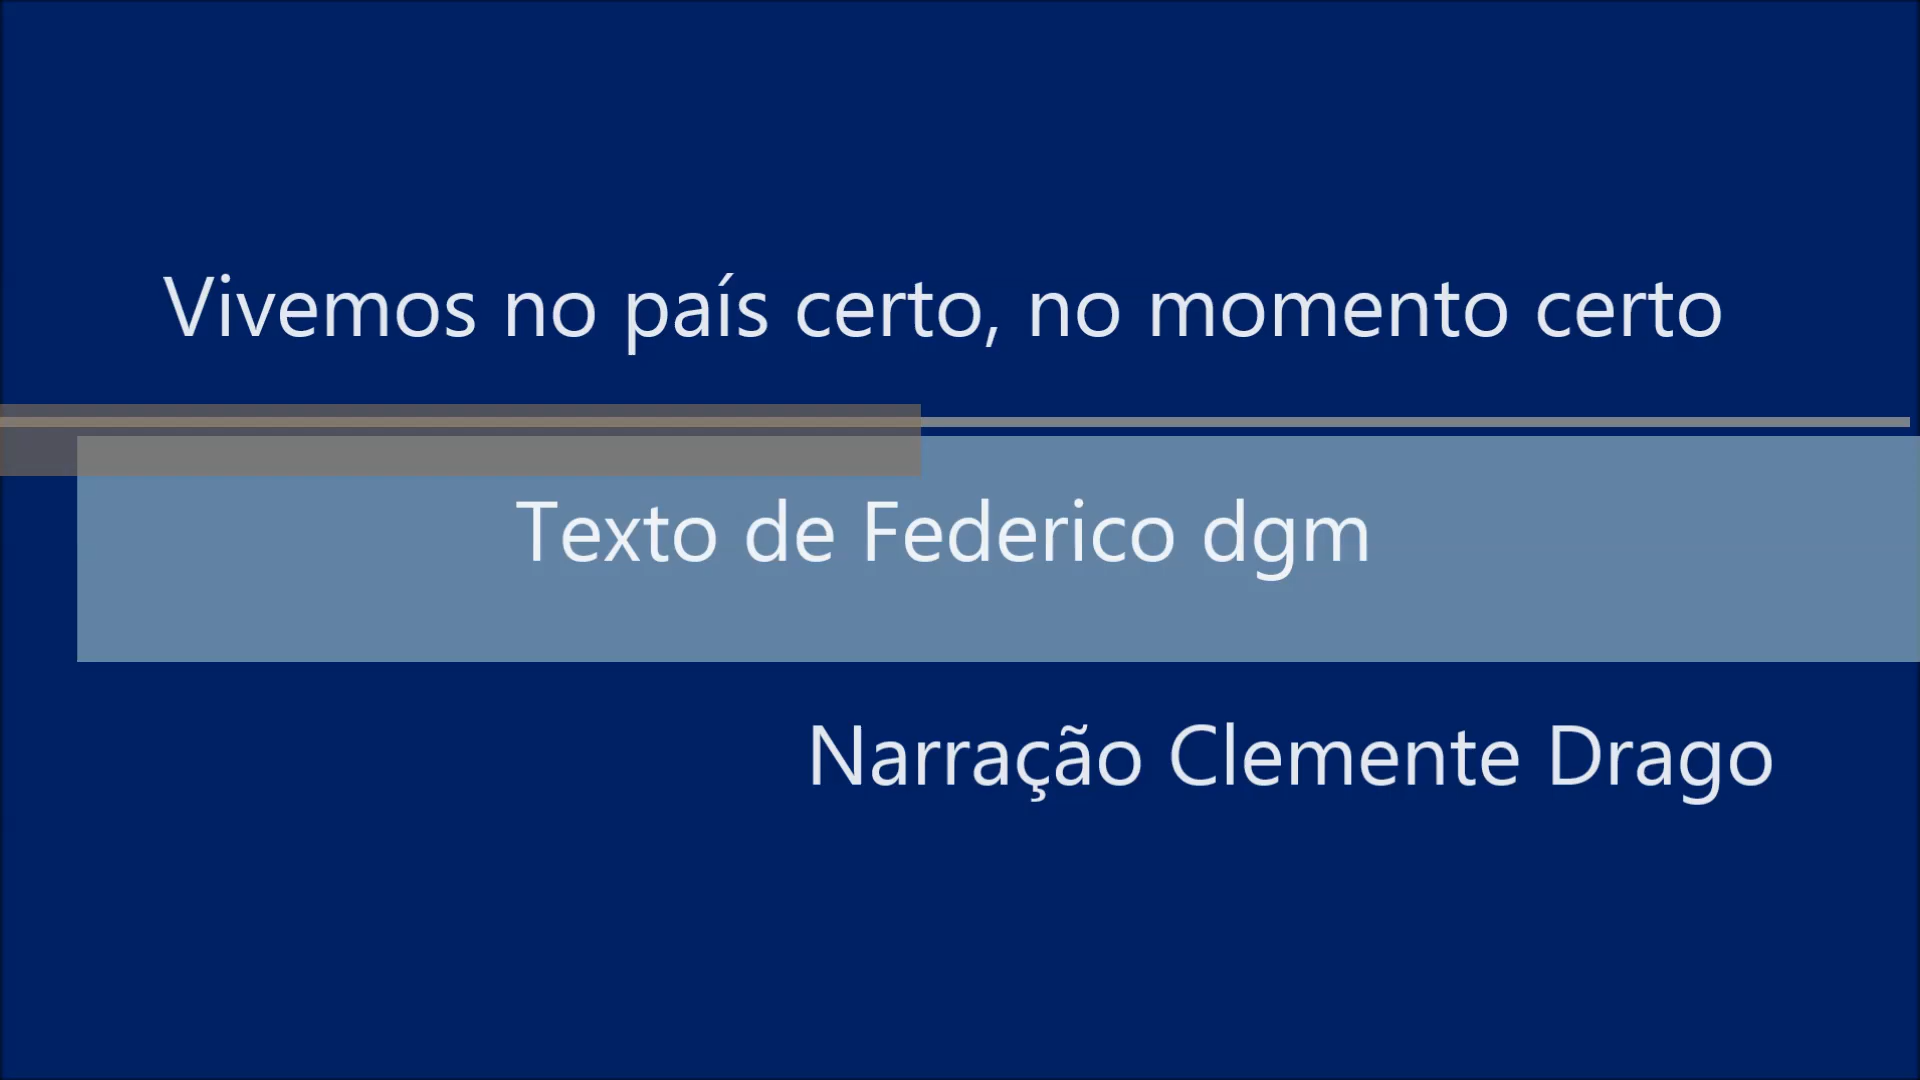 Vivemos no país certo, no momento certo
Texto de Federico dgm
Narração Clemente Drago